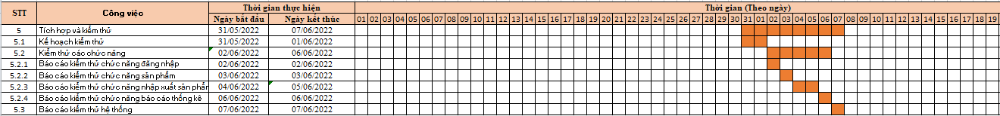 STT Công việc Thời gian thực hiện Thời gian (Theo ngày)
Ngày bắt đầu Ngày kết thúc 01 02 03 04 05 06 07 08 09 10 11 12 13 14 15 16 17 18 19 20 21 22 23 24 25 26 27 28 29 30 31 01 02 03 04 05 06 07 08 09 10 11 12 13 14 15 16 17 18 19
5 Tích hợp và kiểm thử 31/05/2022 07/06/2022
5.1 Kế hoạch kiểm thử 31/05/2022 01/06/2022
5.2 Kiểm thử các chức năng 02/06/2022 06/06/2022
5.2.1 Báo cáo kiểm thử chức năng đăng nhập 02/06/2022 02/06/2022
5.2.2 Báo cáo kiểm thử chức năng sản phẩm 03/06/2022 03/06/2022
5.2.3 Báo cáo kiểm thử chức năng nhập xuất sản phẩn 04/06/2022 05/06/2022
5.2.4 Báo cáo kiểm thử chức năng báo cáo thống kê 06/06/2022 06/06/2022
5.3 Báo cáo kiểm thử hệ thống 07/06/2022 07/06/2022